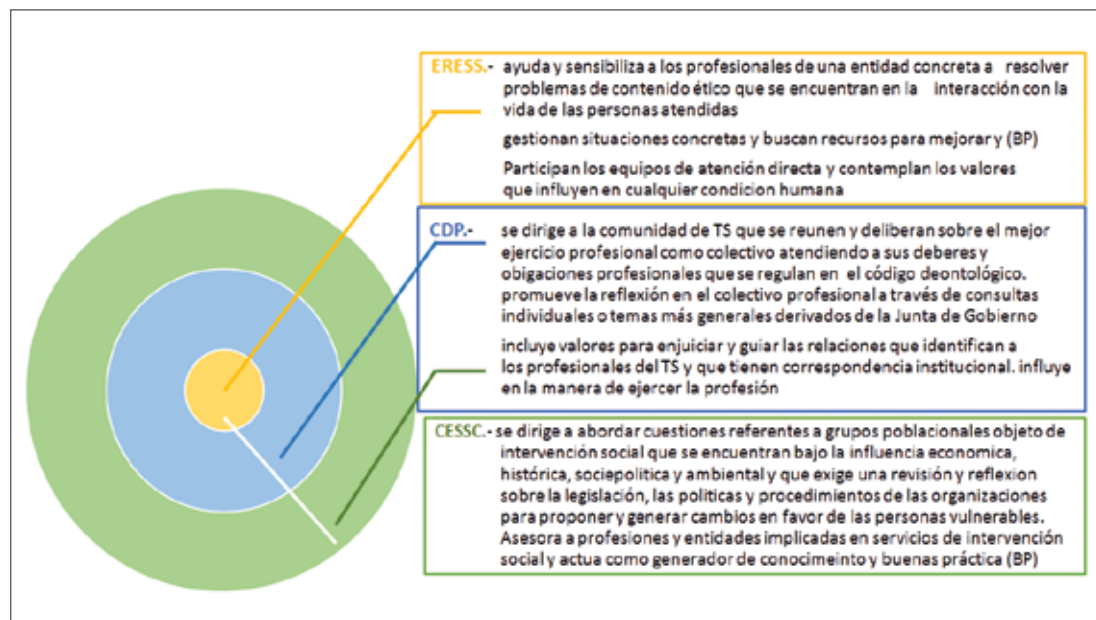 ERESS.- ayuda y sensibiliza a los profesionales de una entidad concreta a resolver
problemas de contenido ético que se encuentran en la interacción con la
vida de las personas atendidas
gestionan situaciones concretas y buscan recursos para mejorar y (BP)
Participan los equipos de atención directa y contemplan los valores
que influyen en cualquier condicion humana
CDP.- se dirige a la comunidad de TS que se reunen y deliberan sobre el mejor
ejercicio profesional como colectivo atendiendo a sus deberes y
obigaciones profesionales que se regulan en el código deontológico.
promueve la reflexión en el colectivo profesional a través de consultas
individuales o temas más generales derivados de la Junta de Gobierno
incluye valores para enjuiciar y guiar las relaciones que identifican a
los profesionales del TS y que tienen correspondencia institucional. influye
en la manera de ejercer la profesión
CESSC.- se dirige a abordar cuestiones referentes a grupos poblacionales objeto de
intervención social que se encuentran bajo la influencia economica,
histórica, sociepolitica y ambiental y que exige una revisión y reflexion
sobre la legislación, las politicas y procedimientos de las organizaciones
para proponer y generar cambios en favor de las personas vulnerables.
Asesora a profesiones y entidades implicadas en servicios de intervención
social y actua como generador de conocimeinto y buenas práctica (BP)